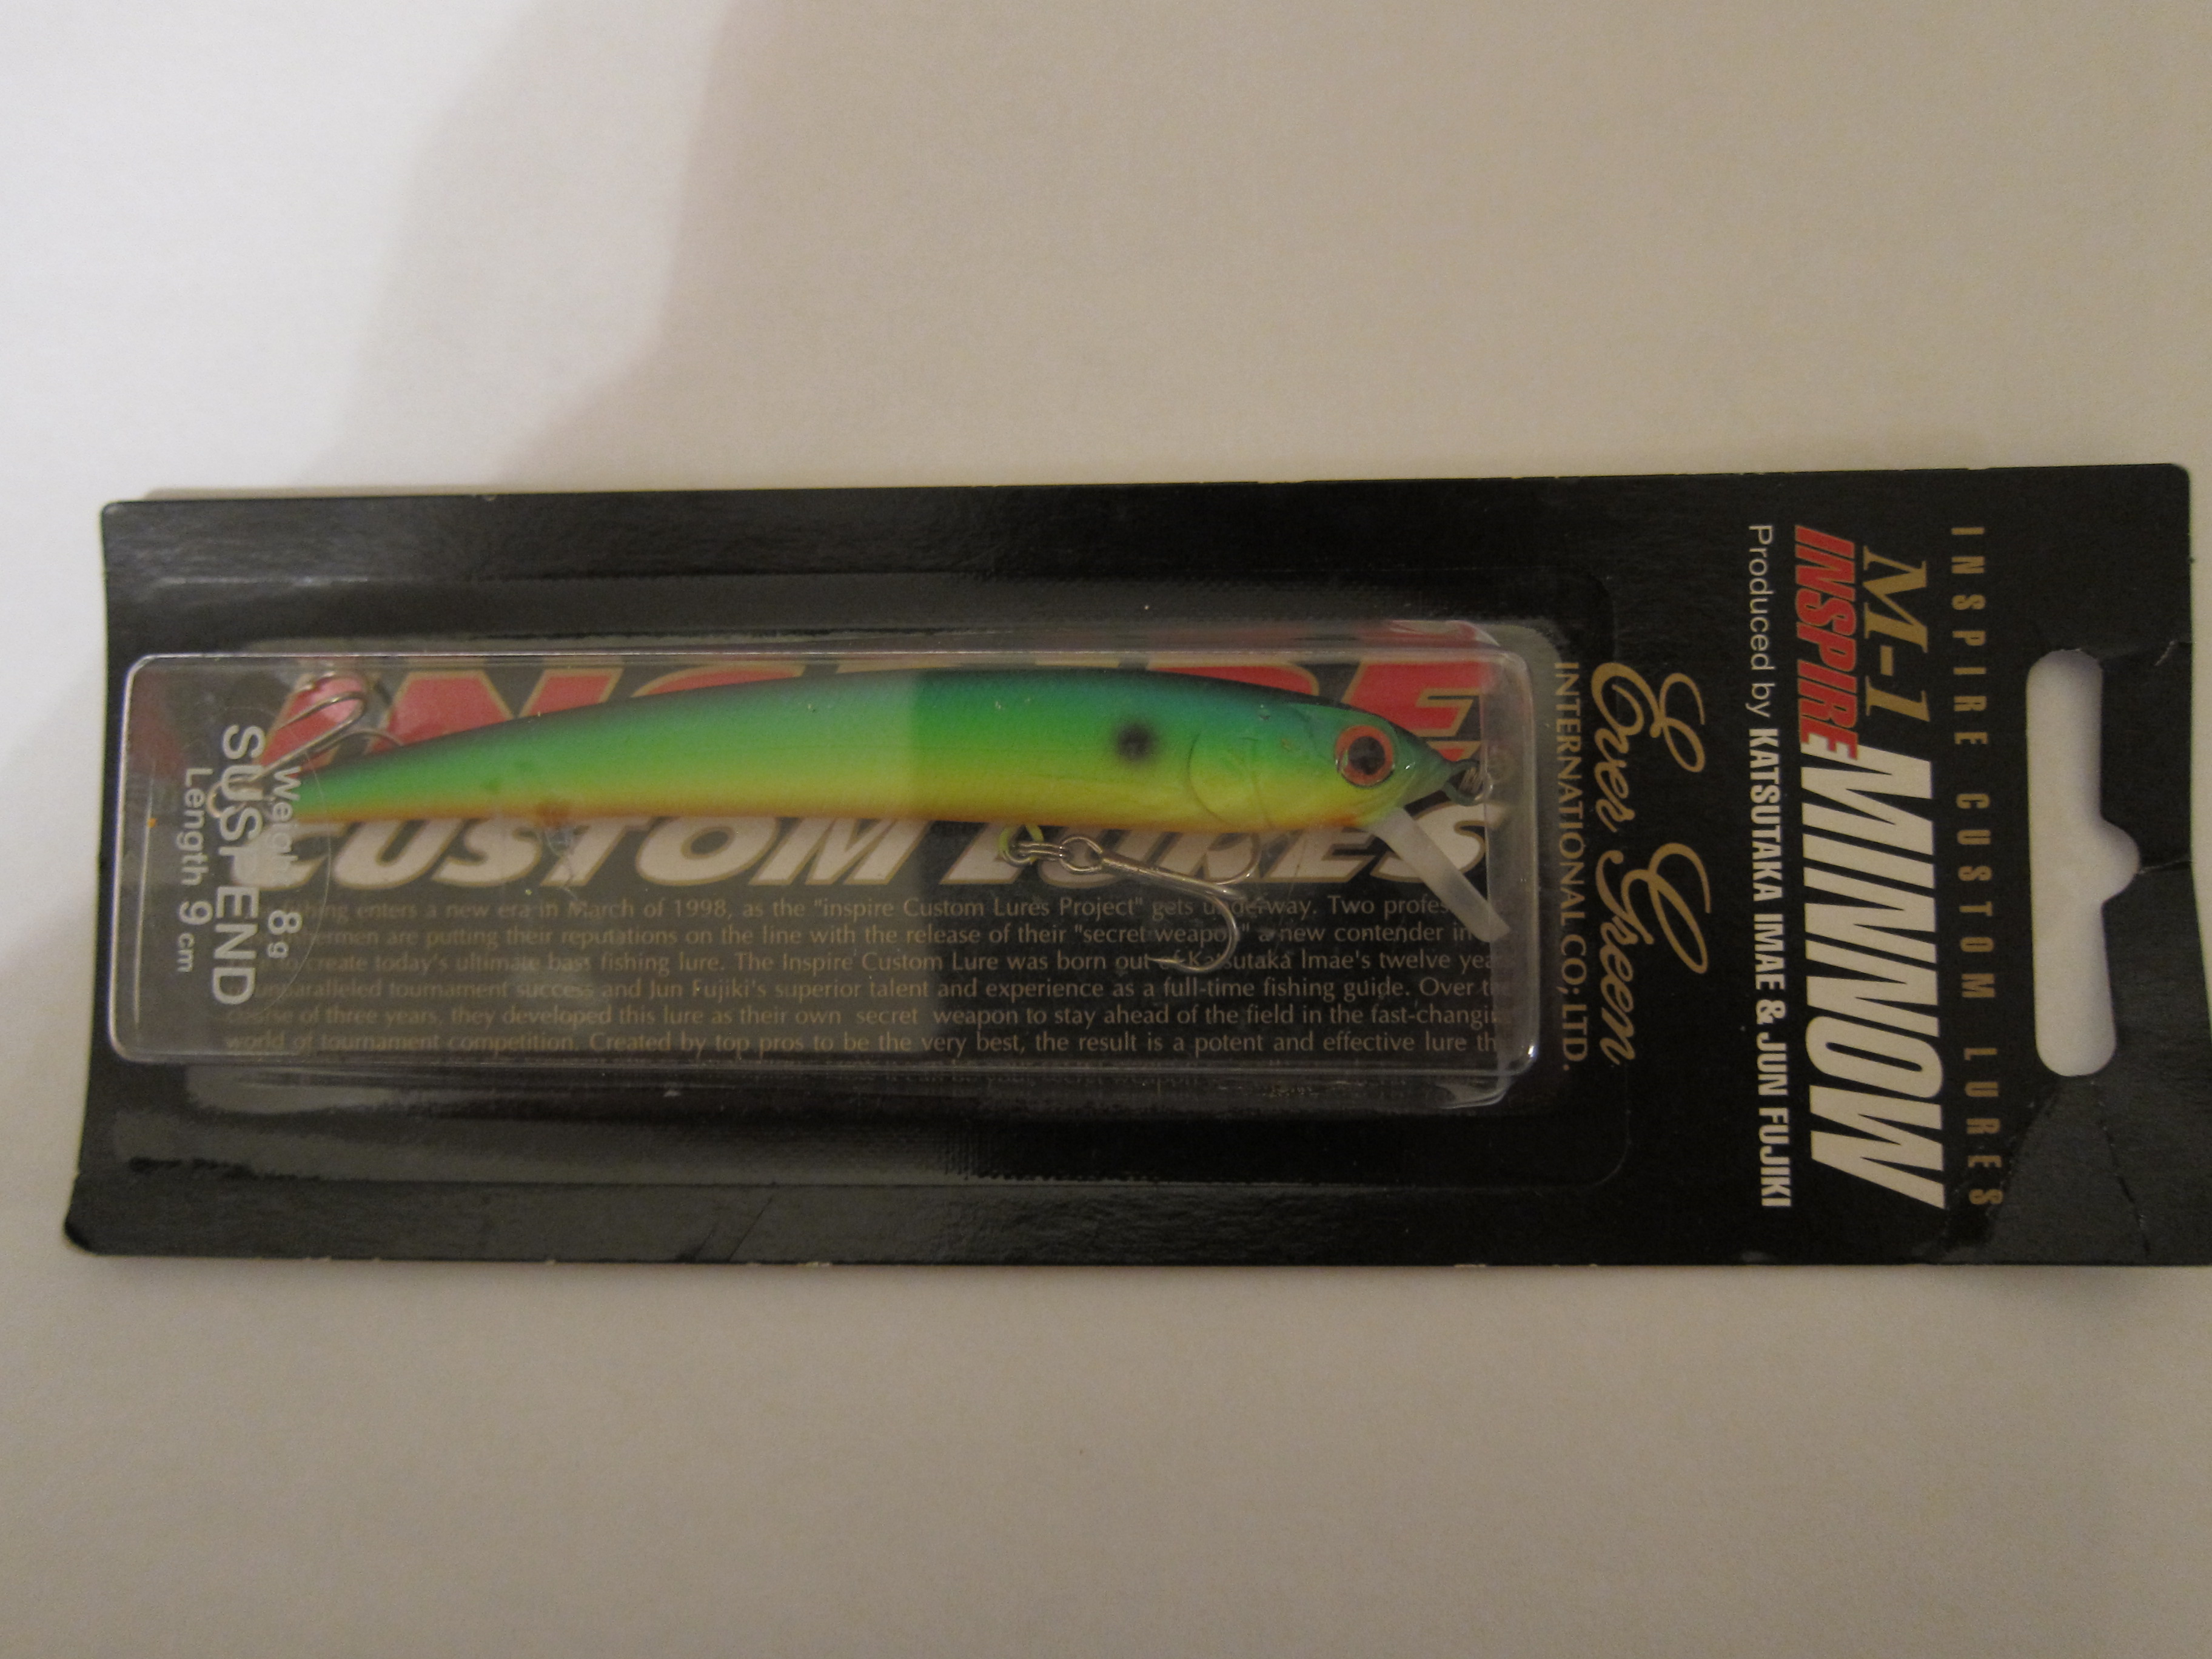 INSPIRE CUSTOM LURES
M-1
INSPIRE MINNOW
Produced by KATSUTAKA IMAE & JUN FUJIKI
Ever Green
INTERNATIONAL CO;LTD.
INSPIRE
CUSTOM LURES
fishing enters a new era in March of 1998, as the "inspire Custom Lures Project" gets underway. Two
are putting their reputations on the line with the release of their "secret weapon" a new contender in
to create today's ultimate bass fishing lure. The Inspire Custom Lure was born out of Katsutaka Imae's twelve
unparalleled tournament success and Jun Fujiki's superior talent and experience as a full-time fishing guide. Over
course of three years, they developed this lure as their own secret weapon to stay ahead of the field in the fast-changing
world of tournament competition. Created by top pros to be the very best, the result is a potent and effective lure
Weight 8g
SUSPEND
Length 9cm